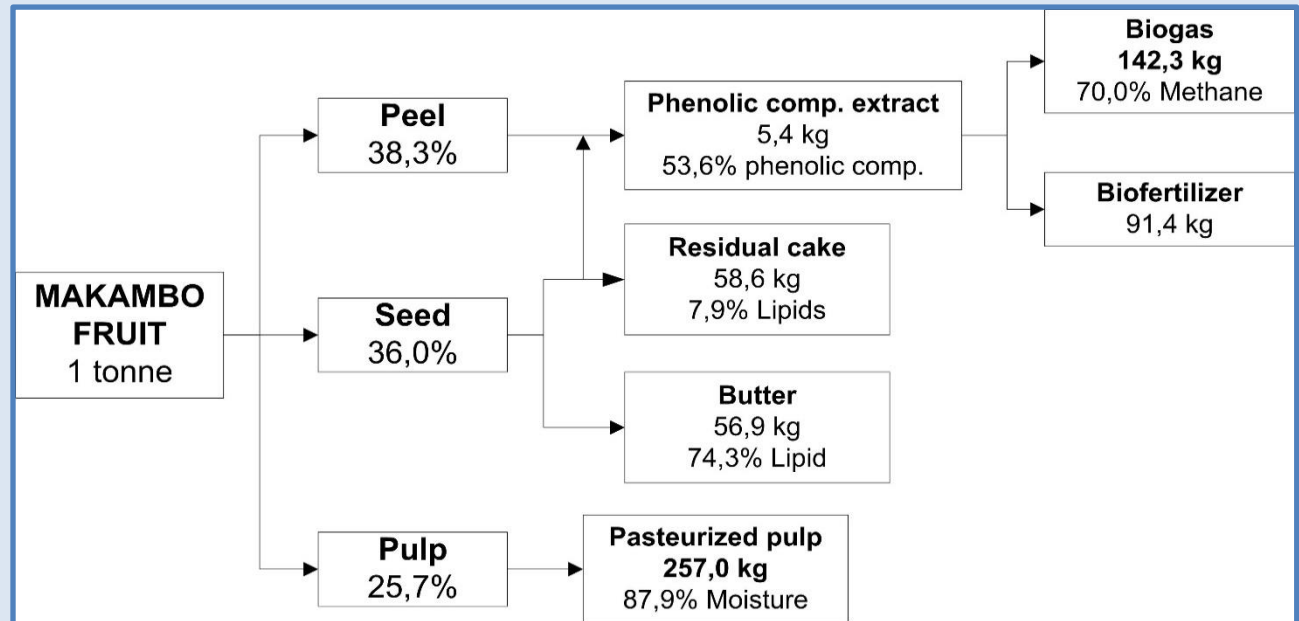 MAKAMBO
FRUIT
1 tonne
Peel
38,3%
Seed
36,0%
Pulp
25,7%
Phenolic comp. extract
5,4 kg
53,6% phenolic comp.
Residual cake
58,6 kg
7,9% Lipids
Butter
56,9 kg
74,3% Lipid
Pasteurized pulp
257,0 kg
87,9% Moisture
Biogas
142,3 kg
70,0% Methane
Biofertilizer
91,4 kg